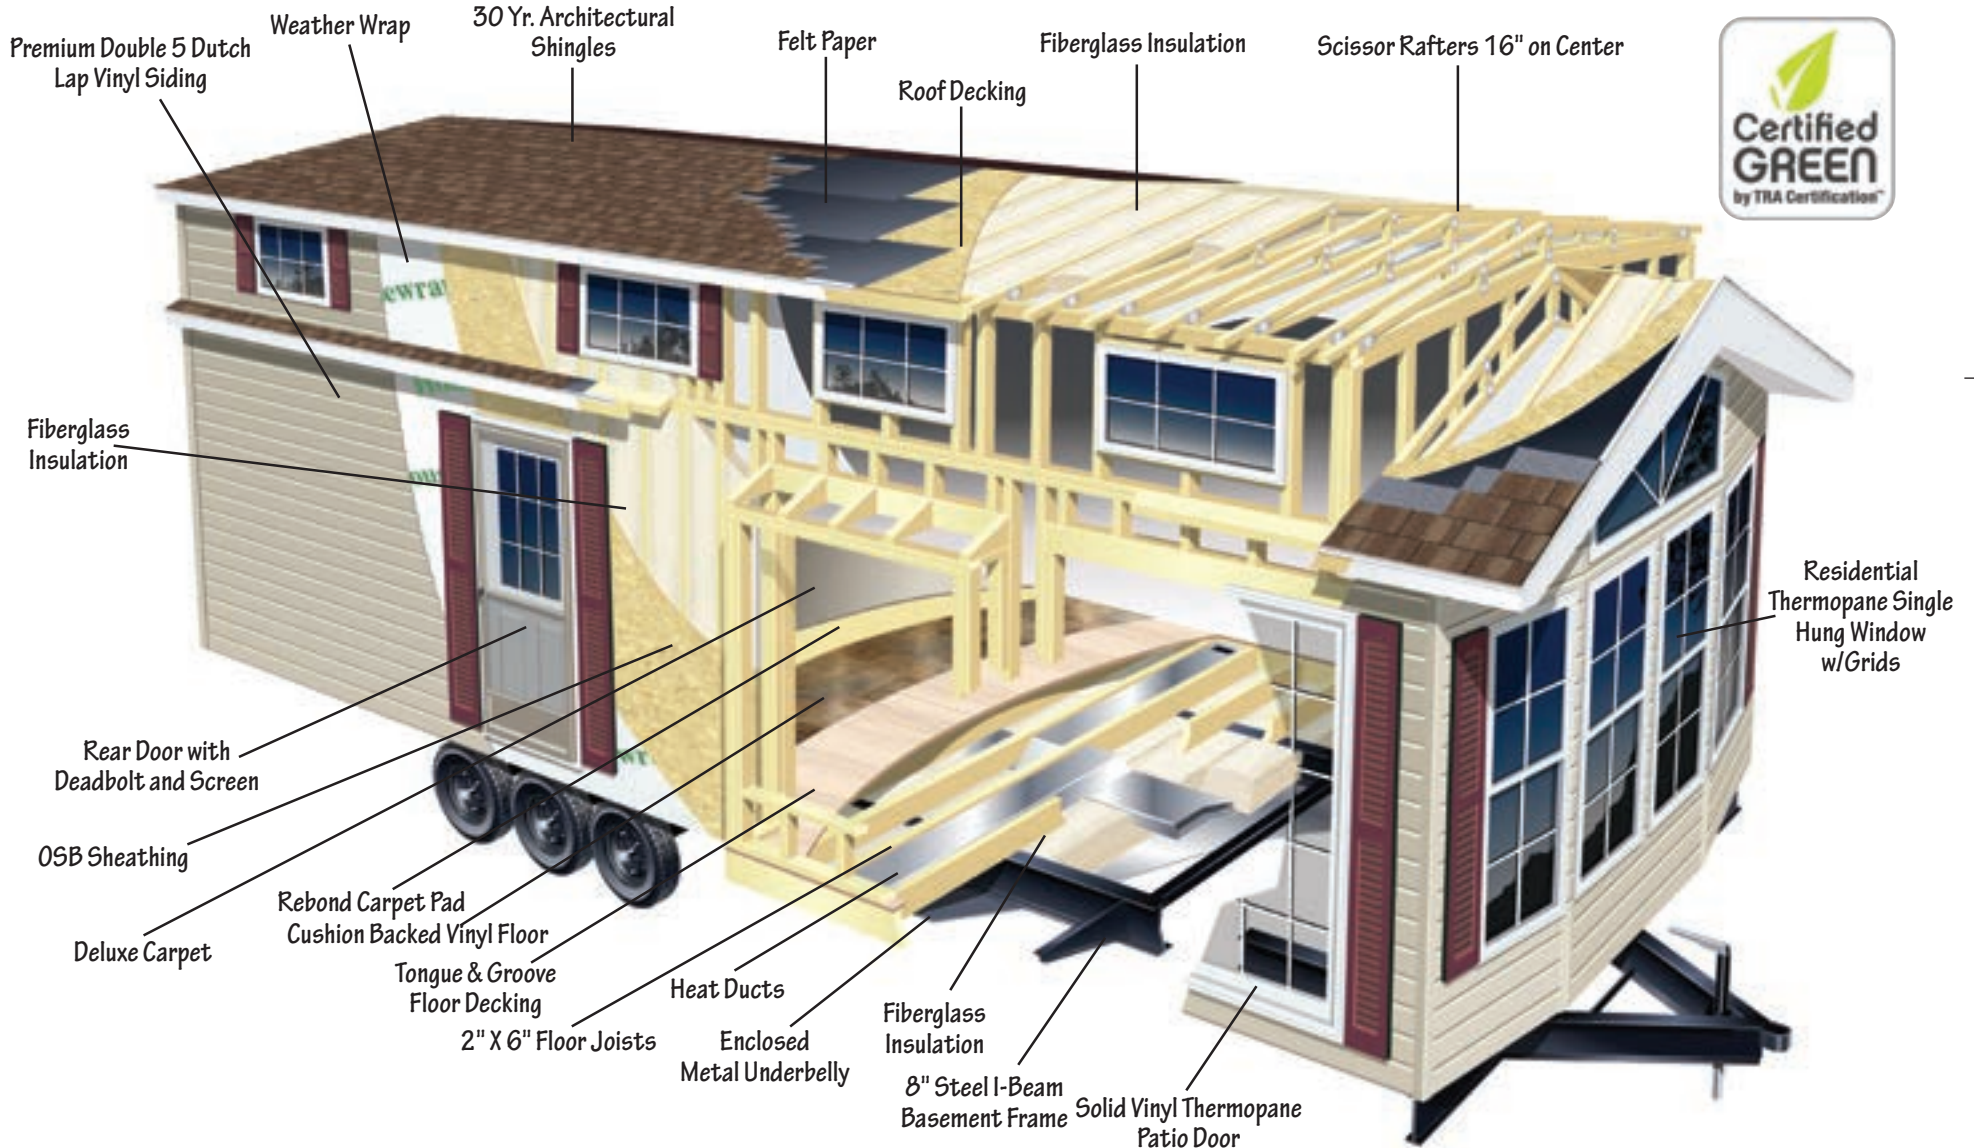 Premium Double 5 Dutch
Lap Vinyl Siding
Weather Wrap
30 Yr. Architectural
Shingles
Felt Paper
Roof Decking
Fiberglass Insulation
Scissor Rafters 16" on Center
Certified
GREEN
by TRA Certification™
ewra
Fiberglass
Insulation
Residential
Thermopane Single
Hung Window
w/Grids
Rear Door with
Deadbolt and Screen
OSB Sheathing
Deluxe Carpet
Rebond Carpet Pad
Cushion Backed Vinyl Floor
Tongue & Groove
Floor Decking
2" X 6" Floor Joists
Heat Ducts
Enclosed
Metal Underbelly
Fiberglass
Insulation
8" Steel I-Beam
Basement Frame
Solid Vinyl Thermopane
Patio Door